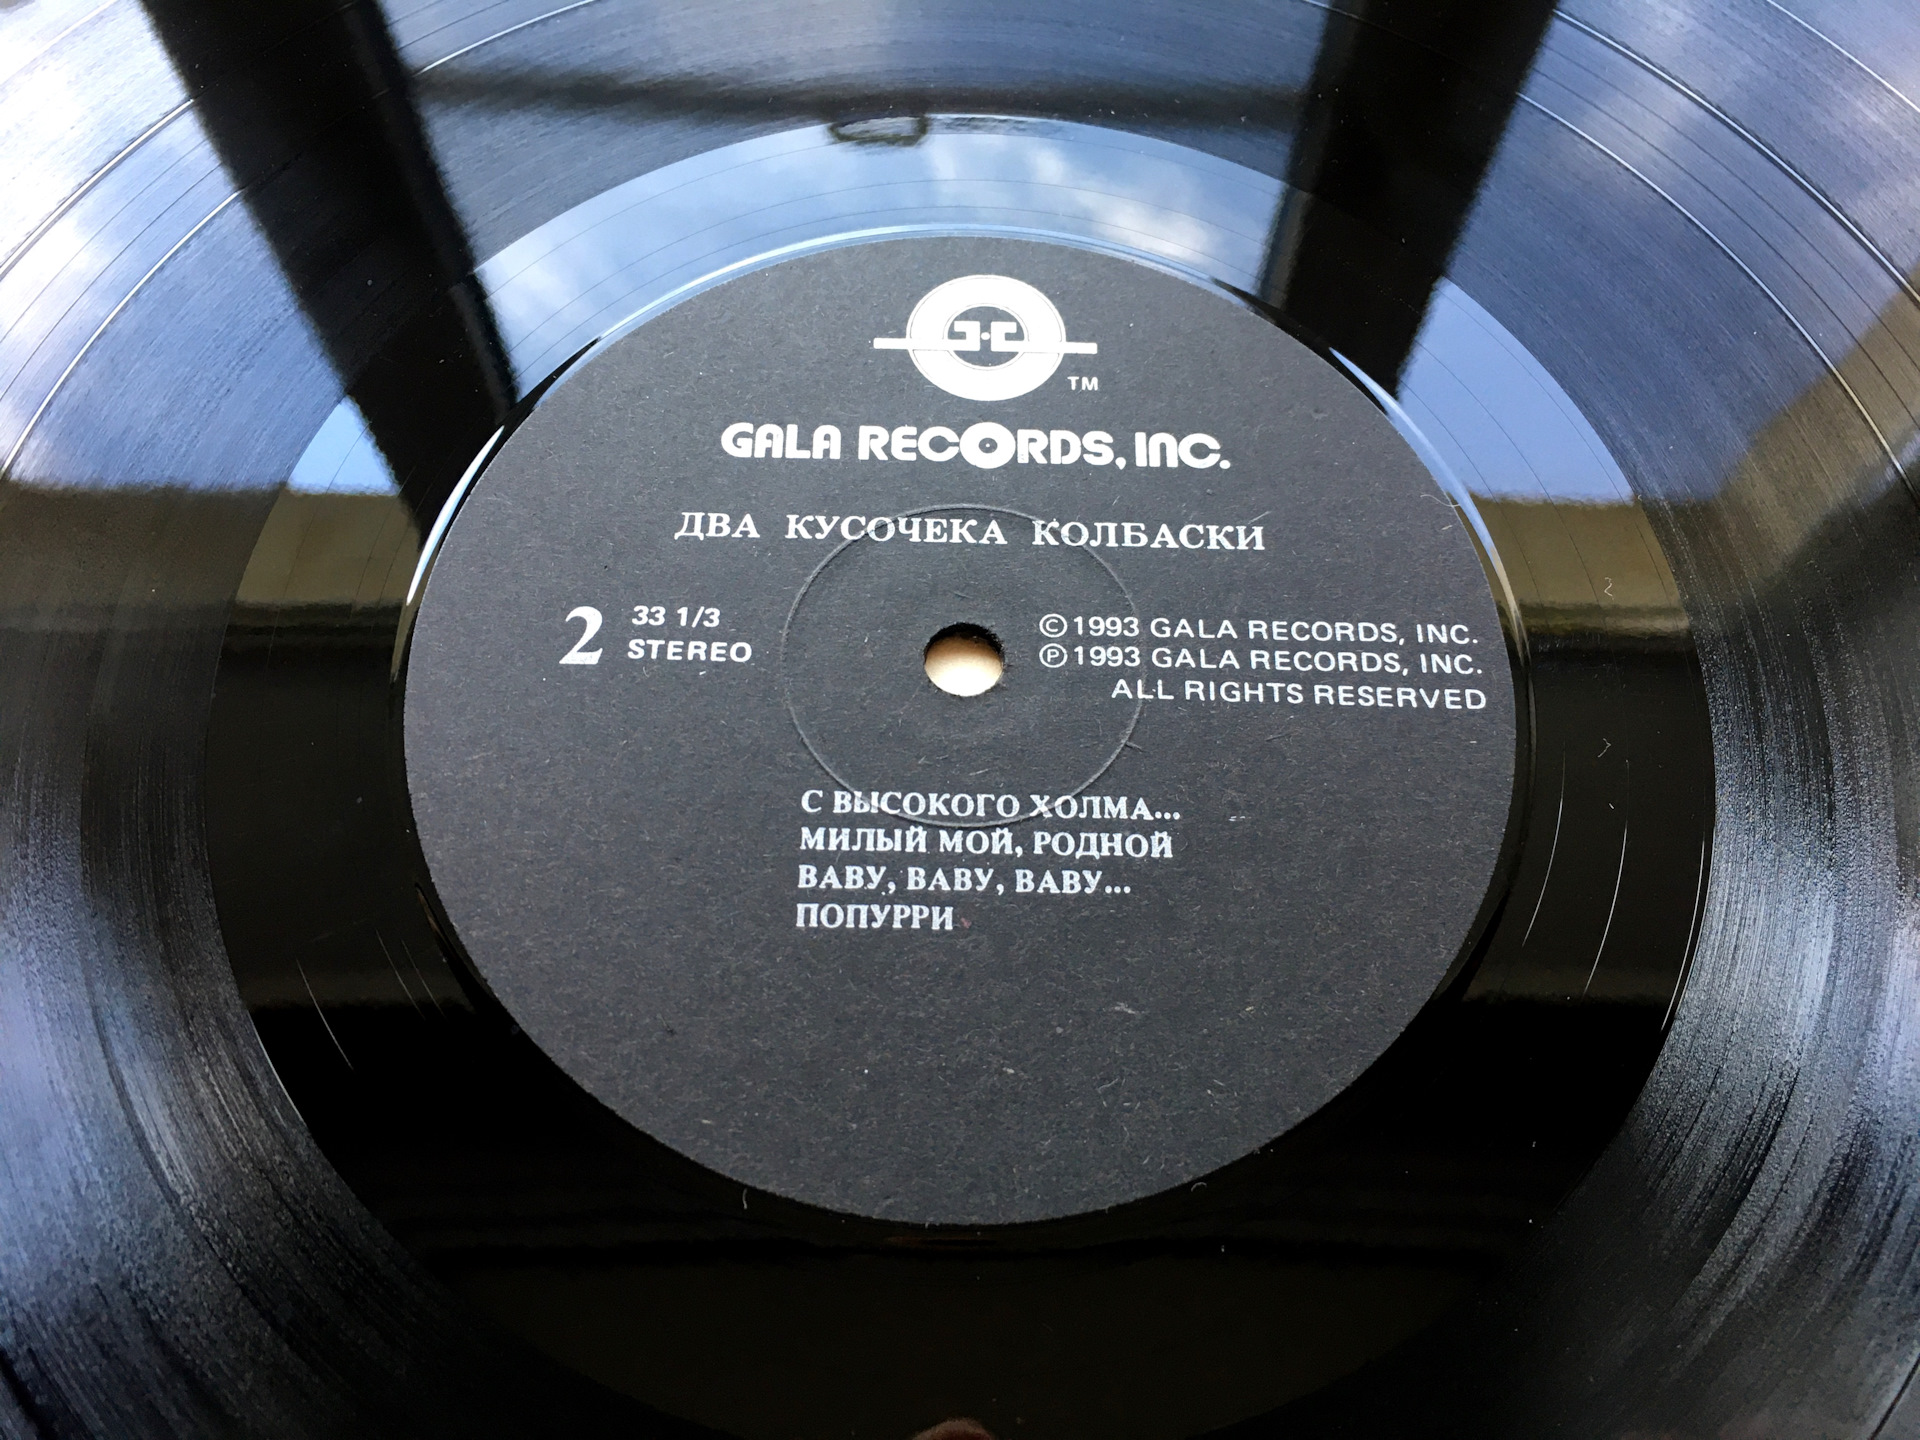 TM
GALA RECORDS, INC.
ДВА КУСОЧЕКА КОЛБАСКИ
2 33 1/3
STEREO
©1993 GALA RECORDS, INC.
℗1993 GALA RECORDS, INC.
ALL RIGHTS RESERVED
С ВЫСОКОГО ХОЛМА...
МИЛЫЙ МОЙ, РОДНОЙ
BABY, BABY, BABY...
ПОПУРРИ